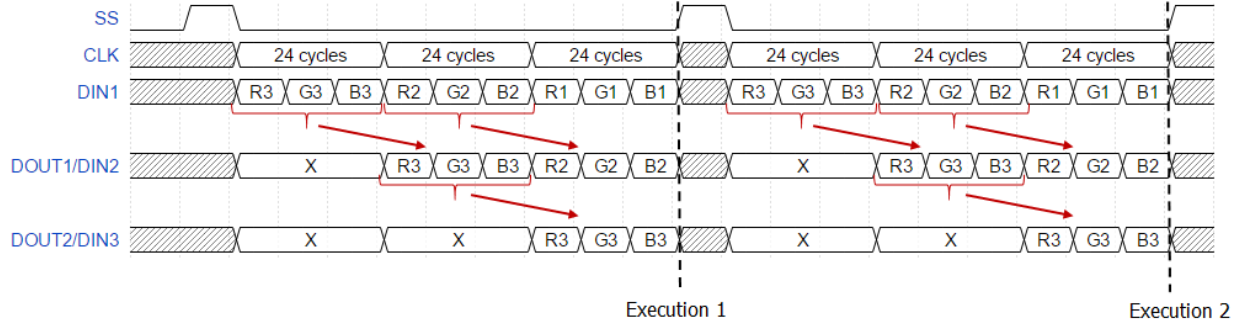 SS
CLK 24 cycles 24 cycles 24 cycles 24 cycles 24 cycles 24 cycles
DIN1 R3 G3 B3 R2 G2 B2 R1 G1 B1 R3 G3 B3 R2 G2 B2 R1 G1 B1
DOUT1/DIN2 X R3 G3 B3 R2 G2 B2 X R3 G3 B3 R2 G2 B2
DOUT2/DIN3 X X R3 G3 B3 X X R3 G3 B3
Execution 1 Execution 2